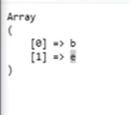 Array
(
[0] => b
[1] => e
)